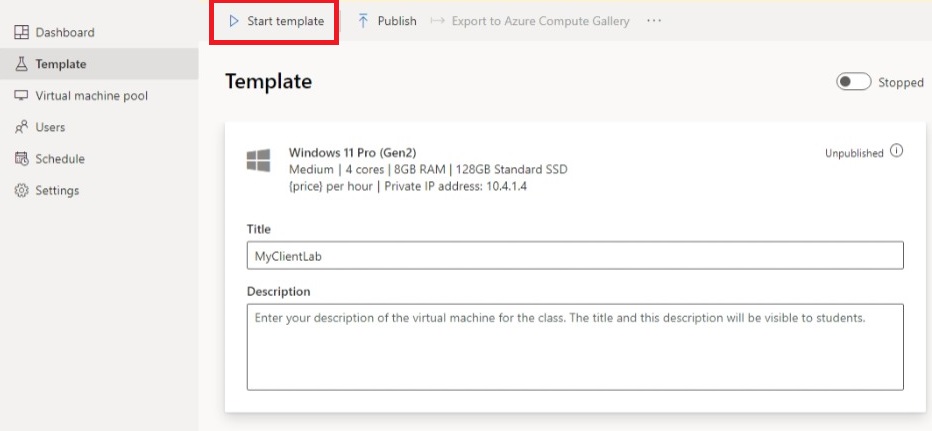 Start template
Publish
Export to Azure Compute Gallery
...
Dashboard
Template
Virtual machine pool
Users
Schedule
Settings
Template
Stopped
Windows 11 Pro (Gen2)
Medium | 4 cores | 8GB RAM | 128GB Standard SSD
{price} per hour | Private IP address: 10.4.1.4
Unpublished
Title
MyClientLab
Description
Enter your description of the virtual machine for the class. The title and this description will be visible to students.